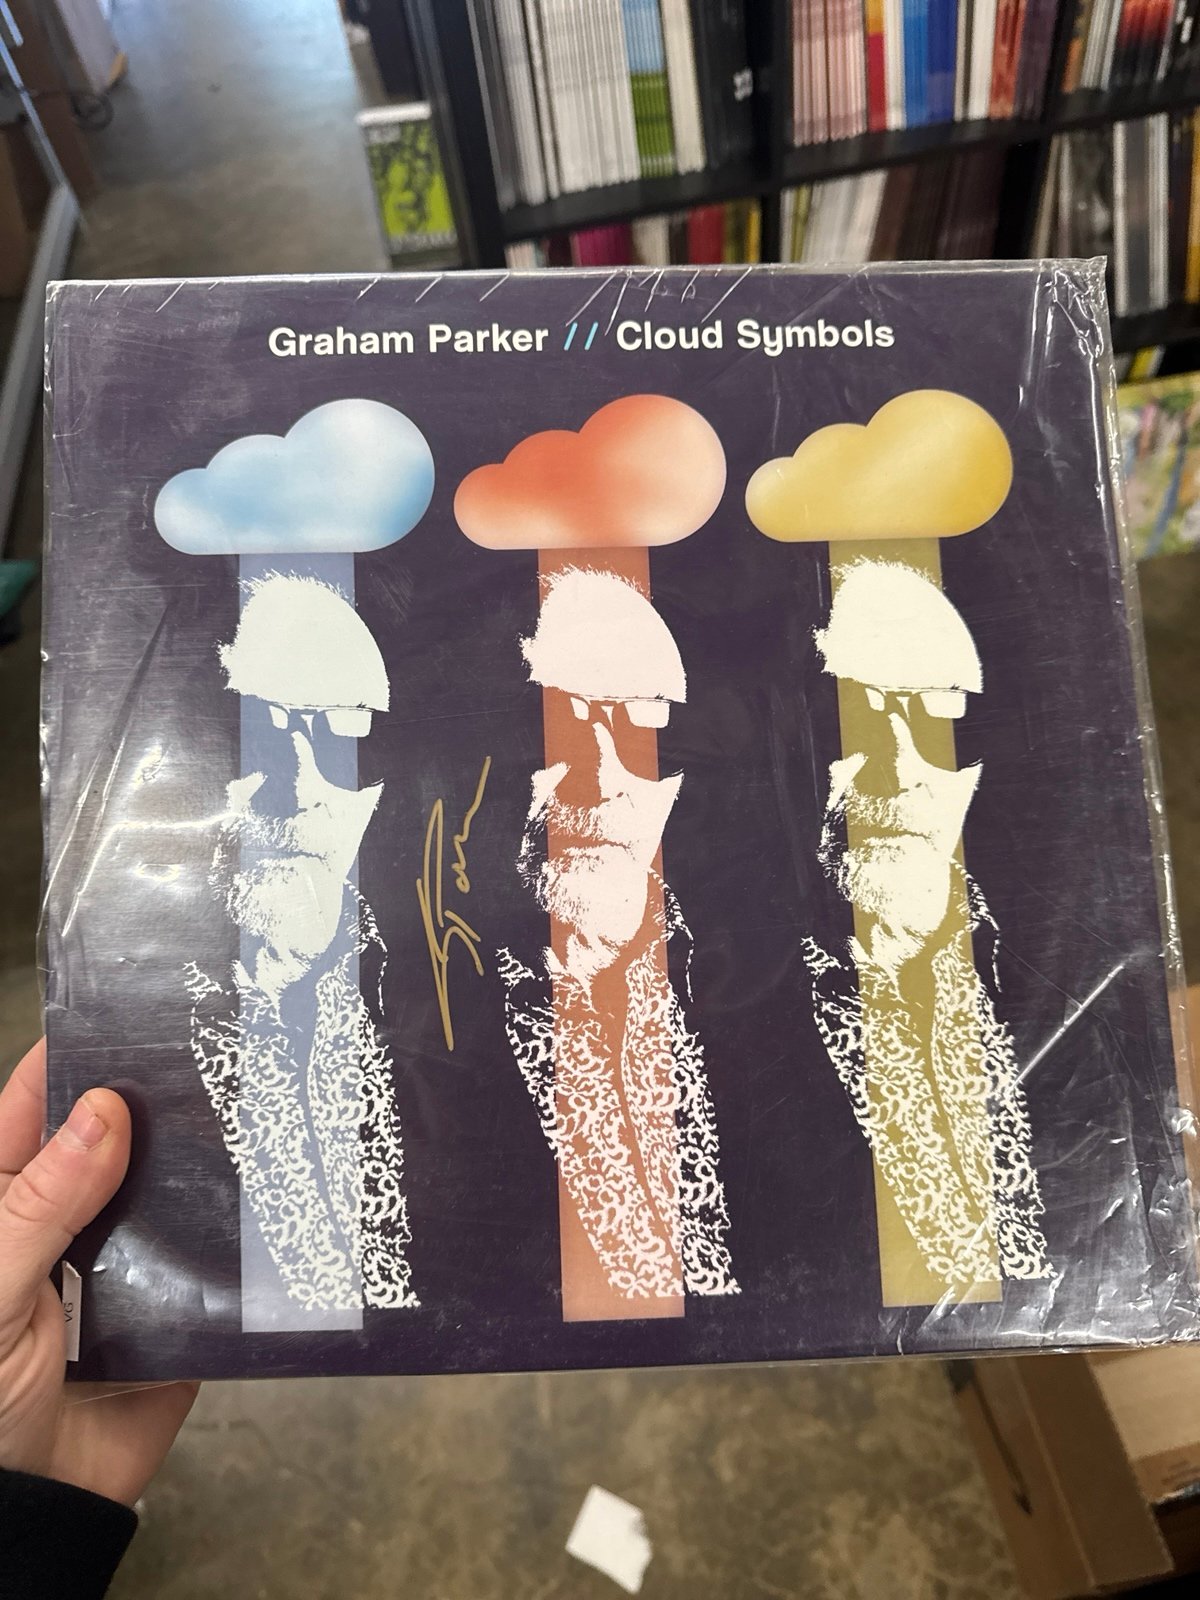 Graham Parker // Cloud Symbols
VG